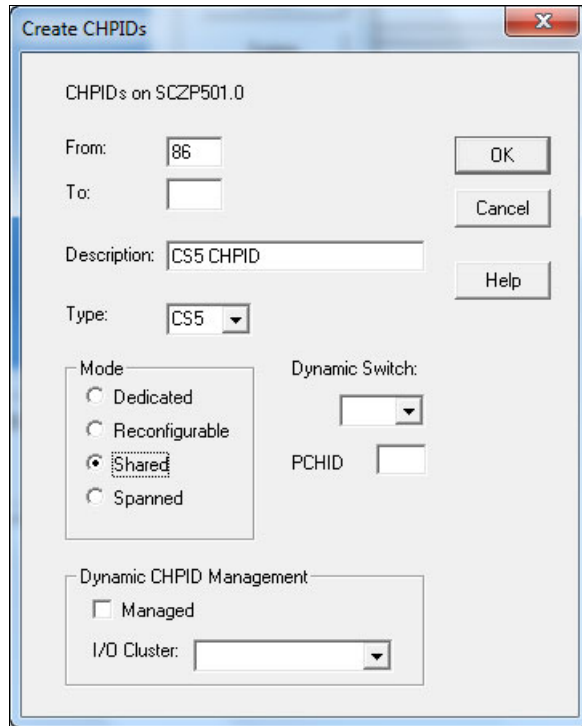 Create CHPIDs
CHPIDs on SCZP501.0
From: 86
OK
To:
Cancel
Description: CS5 CHPID
Help
Type: CS5
Mode
Dynamic Switch:
Dedicated
Reconfigurable
Shared
PCHID
Spanned
Dynamic CHPID Management
Managed
I/O Cluster: